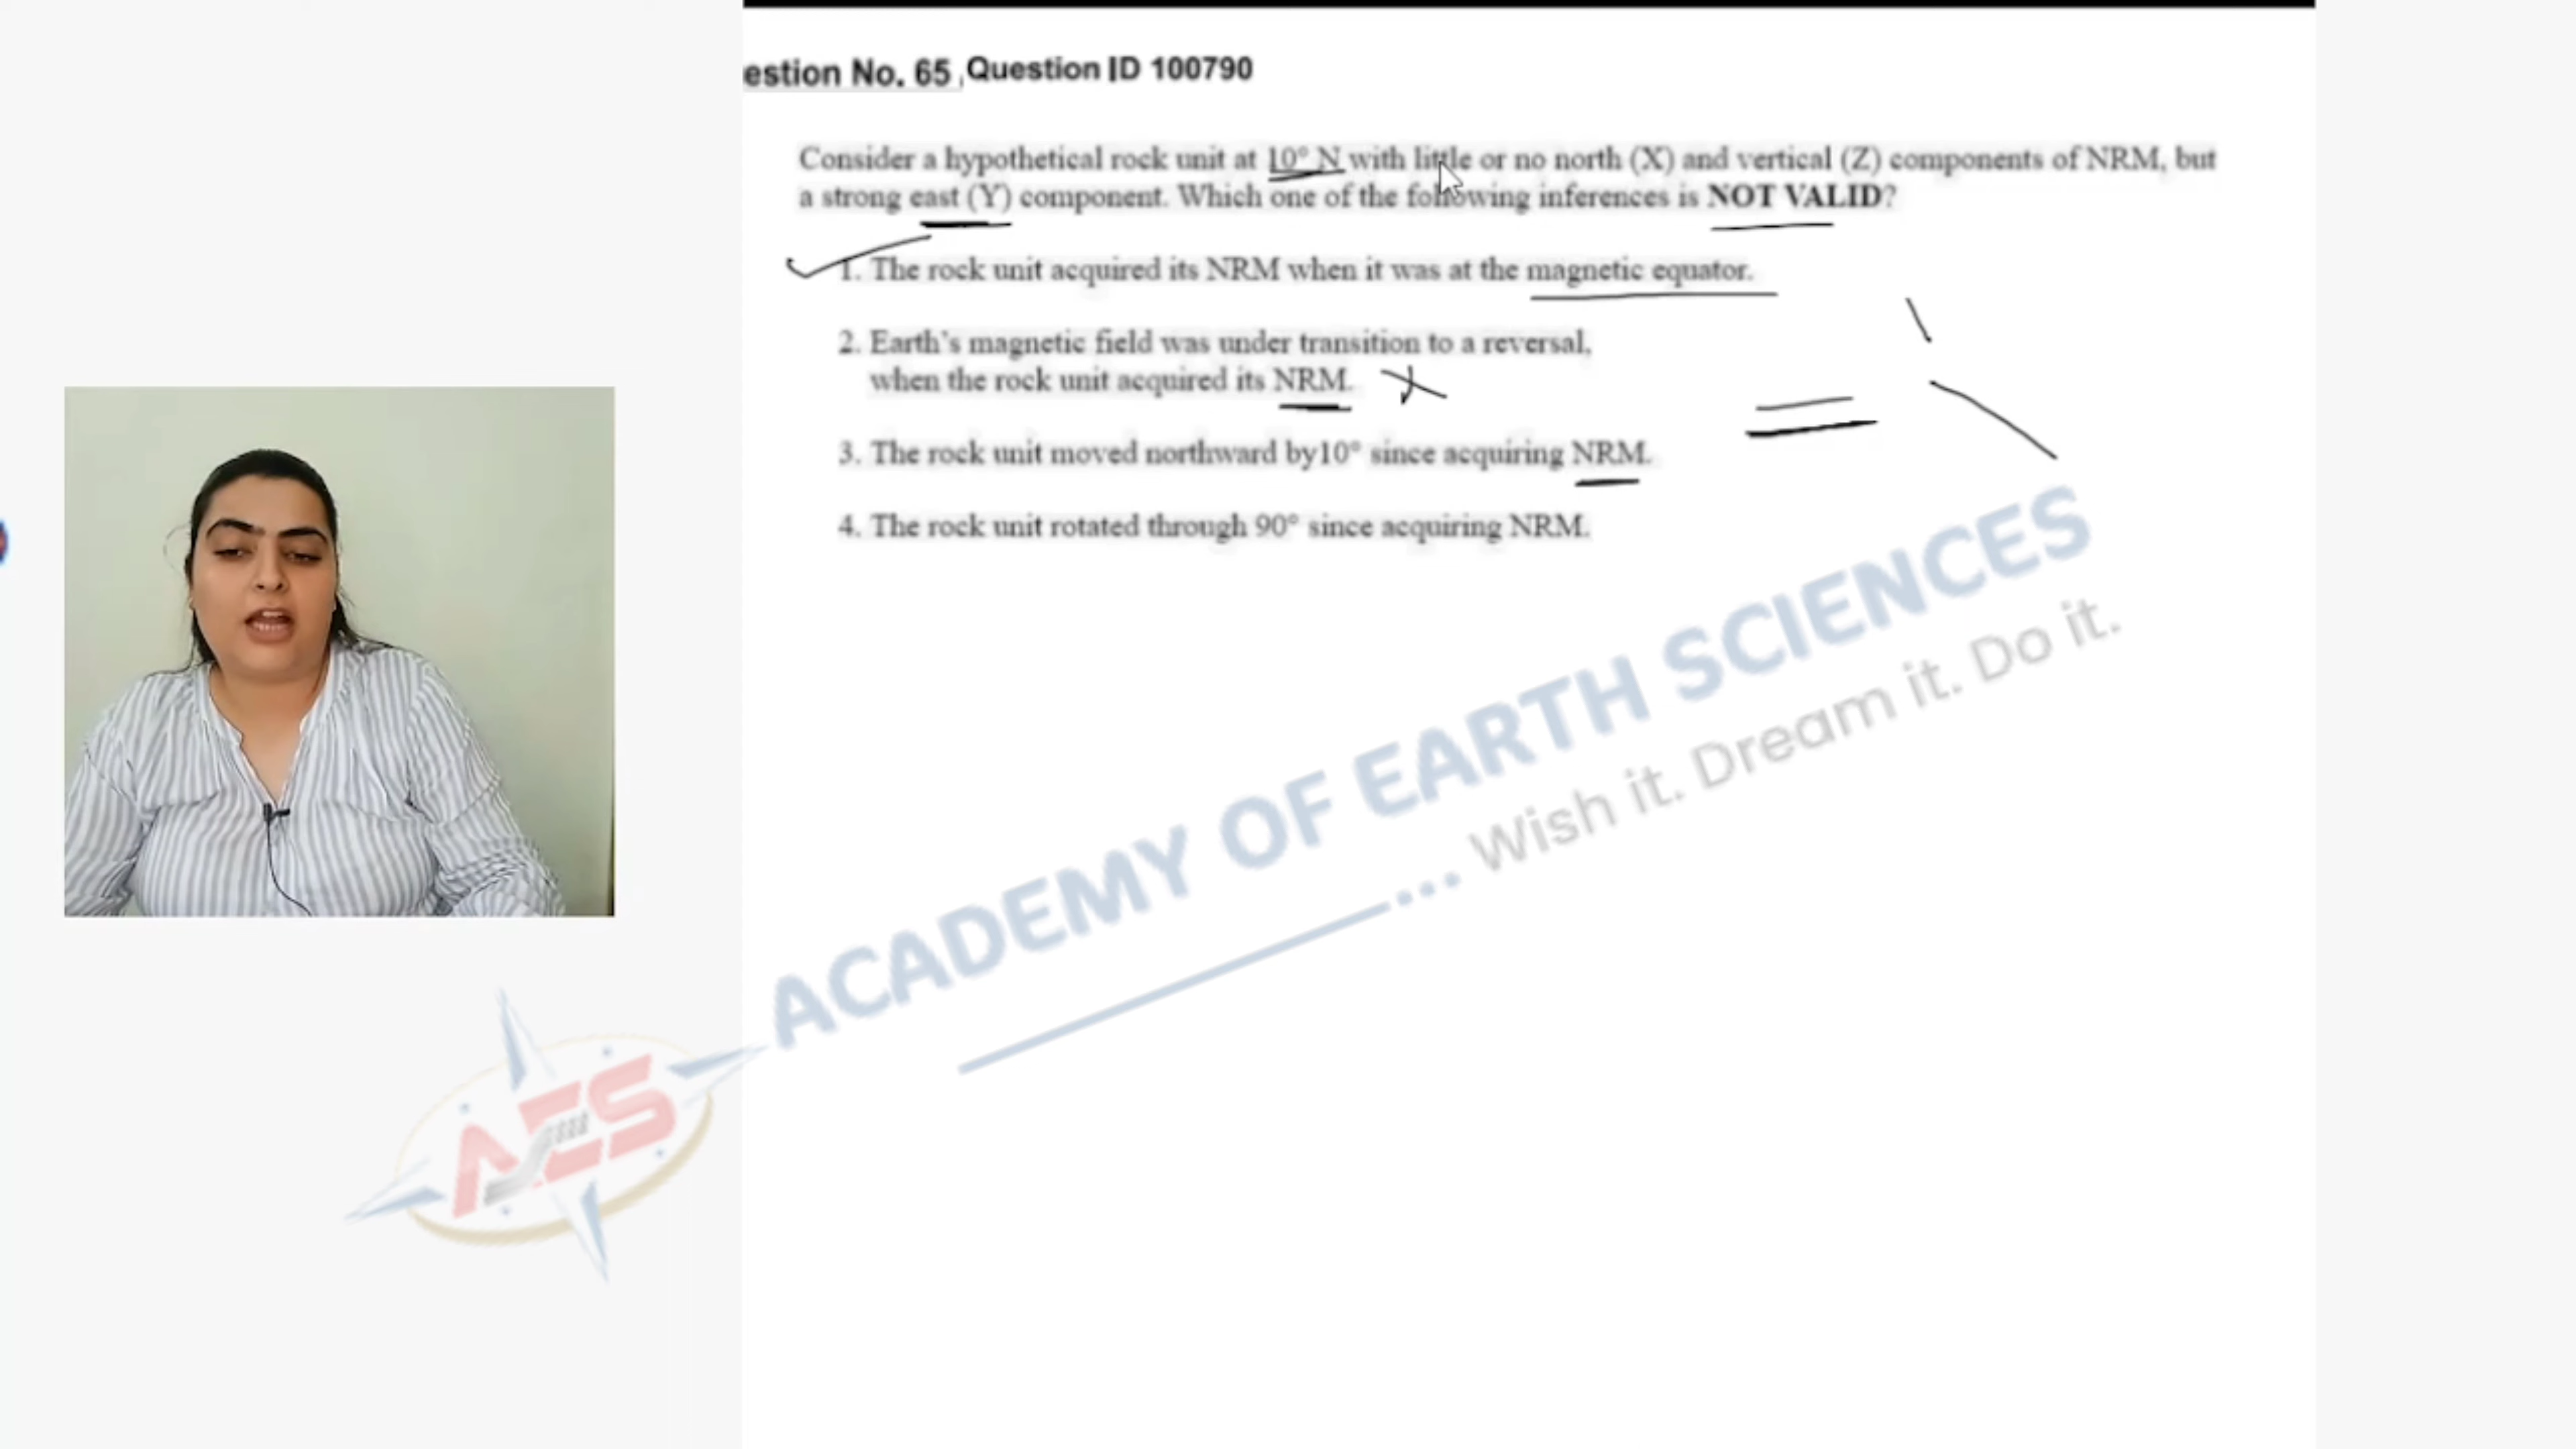 estion No. 65, Question ID 100790
Consider a hypothetical rock unit at 10° N with little or no north (X) and vertical (Z) components of NRM, but
a strong east (Y) component. Which one of the following inferences is NOT VALID?
1. The rock unit acquired its NRM when it was at the magnetic equator.
2. Earth's magnetic field was under transition to a reversal,
when the rock unit acquired its NRM.
3. The rock unit moved northward by10° since acquiring NRM.
4. The rock unit rotated through 90° since acquiring NRM.
ACADEMY OF EARTH SCIENCES
... Wish it. Dream it. Do it.
AES